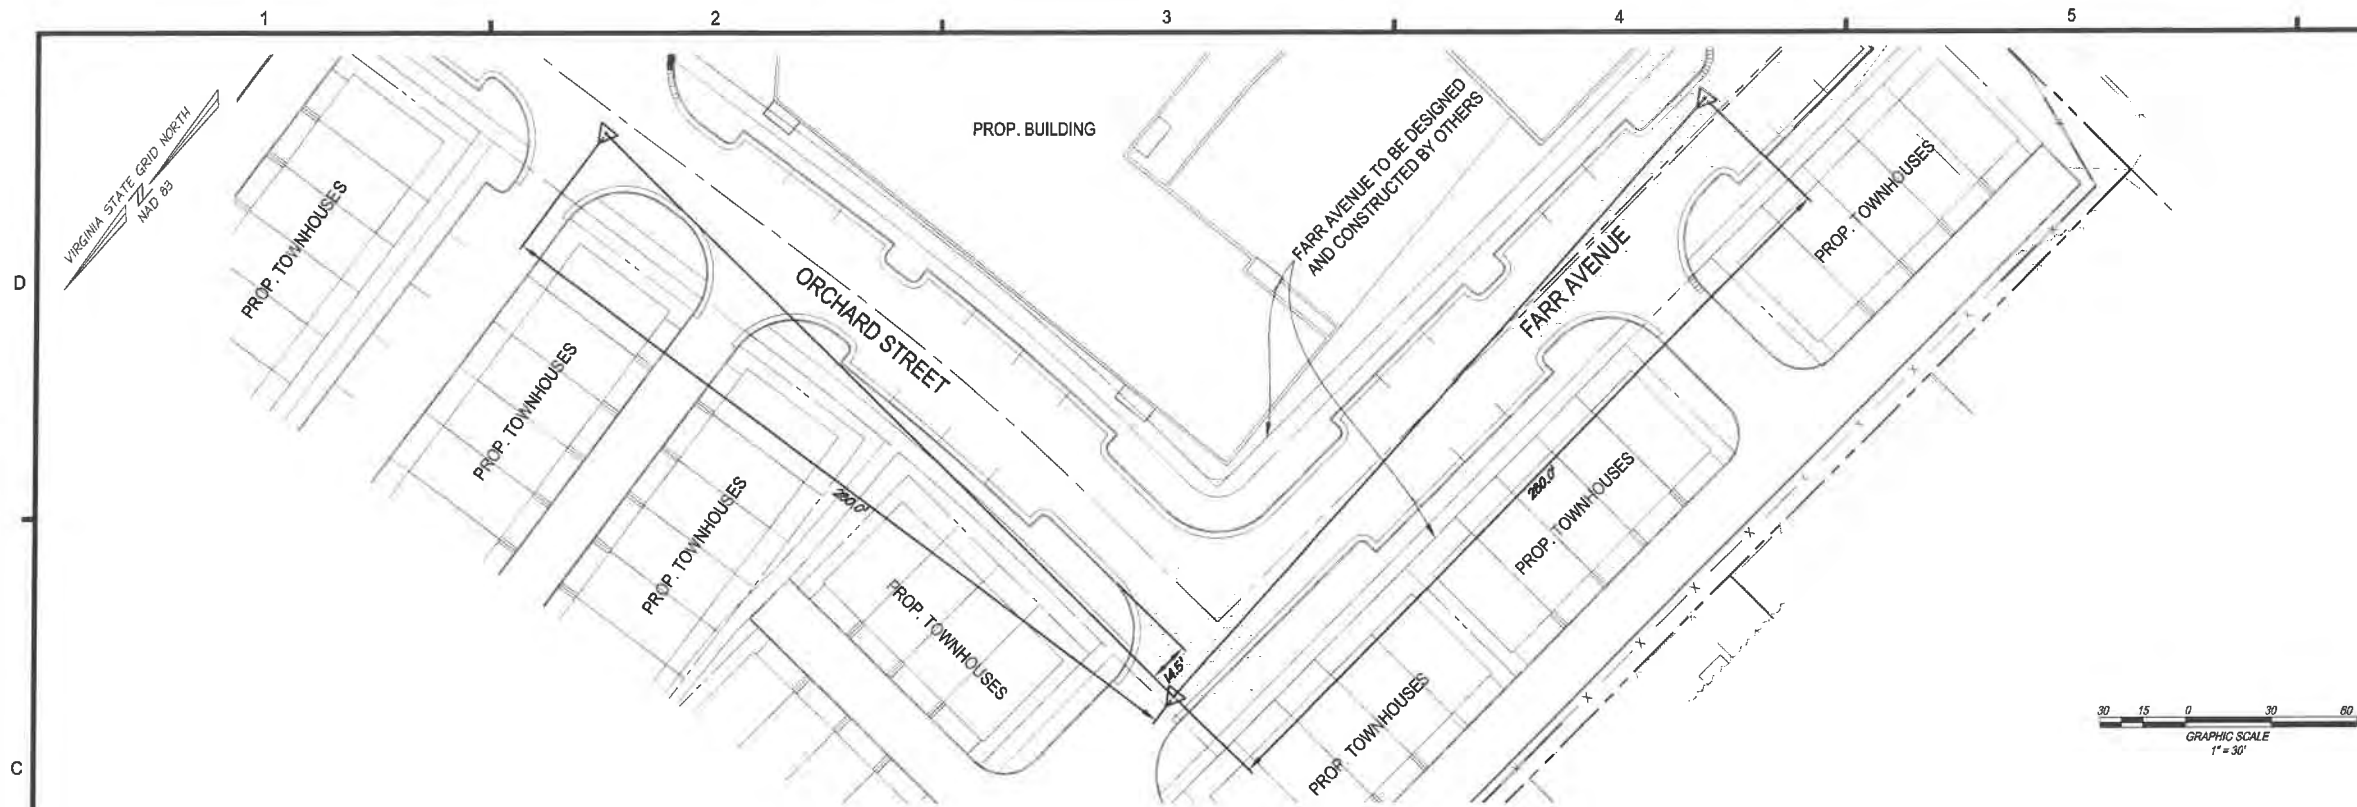 1
2
3
4
5
D
C
VIRGINIA STATE GRID NORTH
NAD 83
PROP. TOWNHOUSES
PROP. TOWNHOUSES
PROP. TOWNHOUSES
PROP. TOWNHOUSES
ORCHARD STREET
PROP. BUILDING
FARR AVENUE TO BE DESIGNED
AND CONSTRUCTED BY OTHERS
FARR AVENUE
PROP. TOWNHOUSES
PROP. TOWNHOUSES
PROP. TOWNHOUSES
280.0'
280.0'
14.5'
X
X
X
X
X
X
30 15 0 30 60
GRAPHIC SCALE
1" = 30'